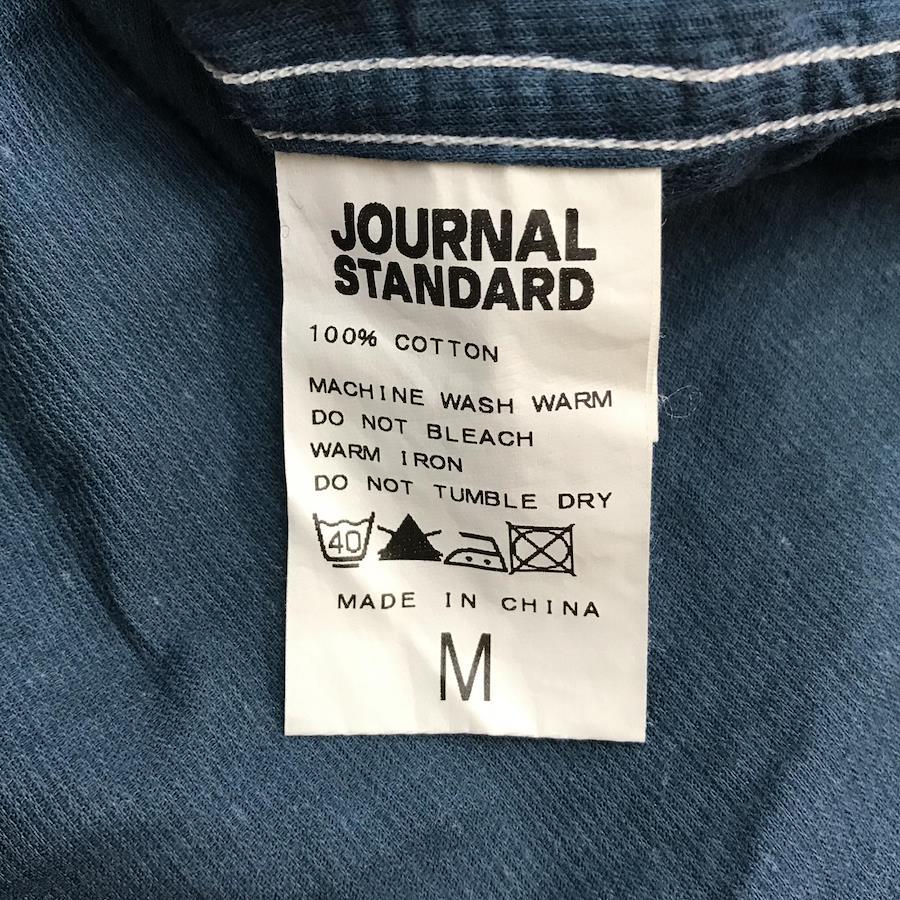 JOURNAL
STANDARD
100% COTTON
MACHINE WASH WARM
DO NOT BLEACH
WARM IRON
DO NOT TUMBLE DRY
40
MADE IN CHINA
M